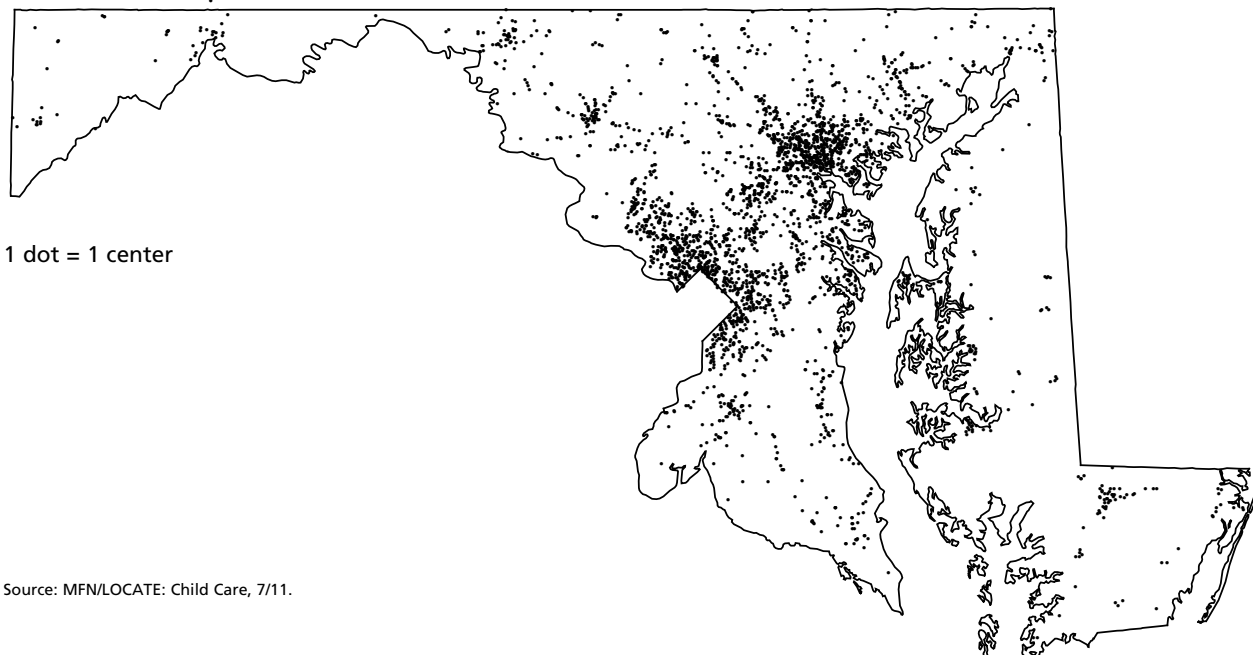 1 dot = 1 center
Source: MFN/LOCATE: Child Care, 7/11.